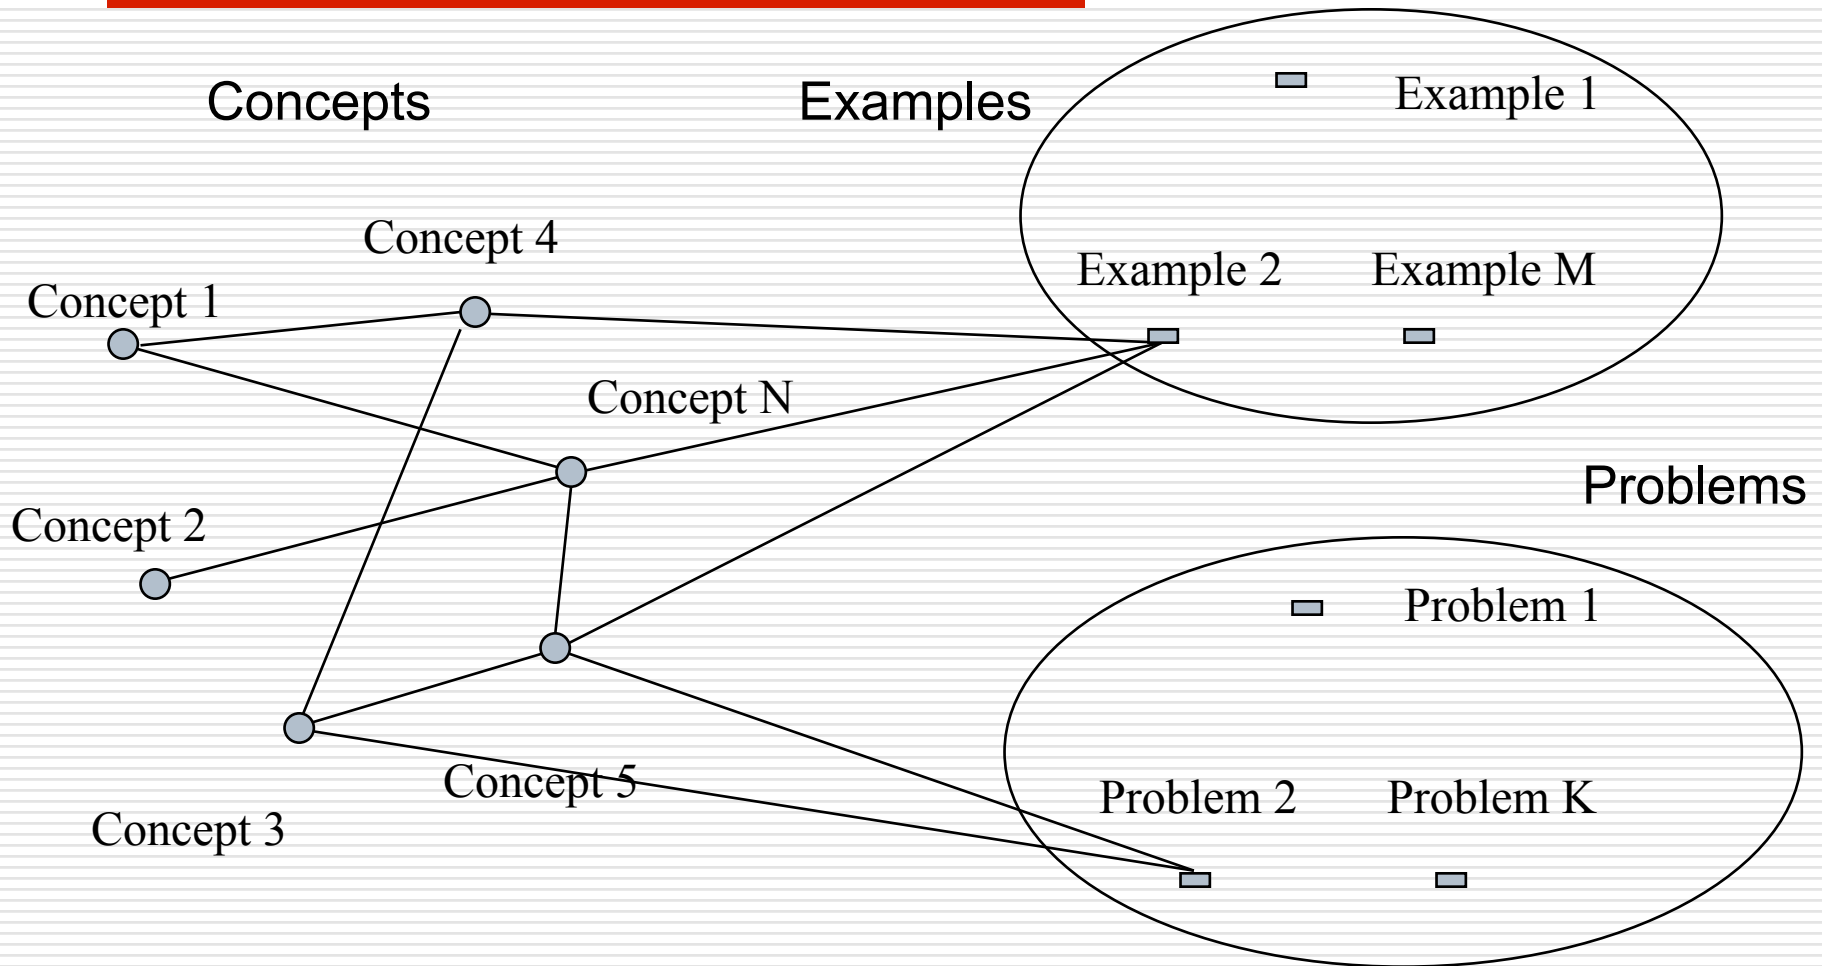 Concepts
Examples
Example 1
Concept 4
Example 2
Example M
Concept 1
Concept N
Problems
Concept 2
Problem 1
Concept 5
Problem 2
Problem K
Concept 3